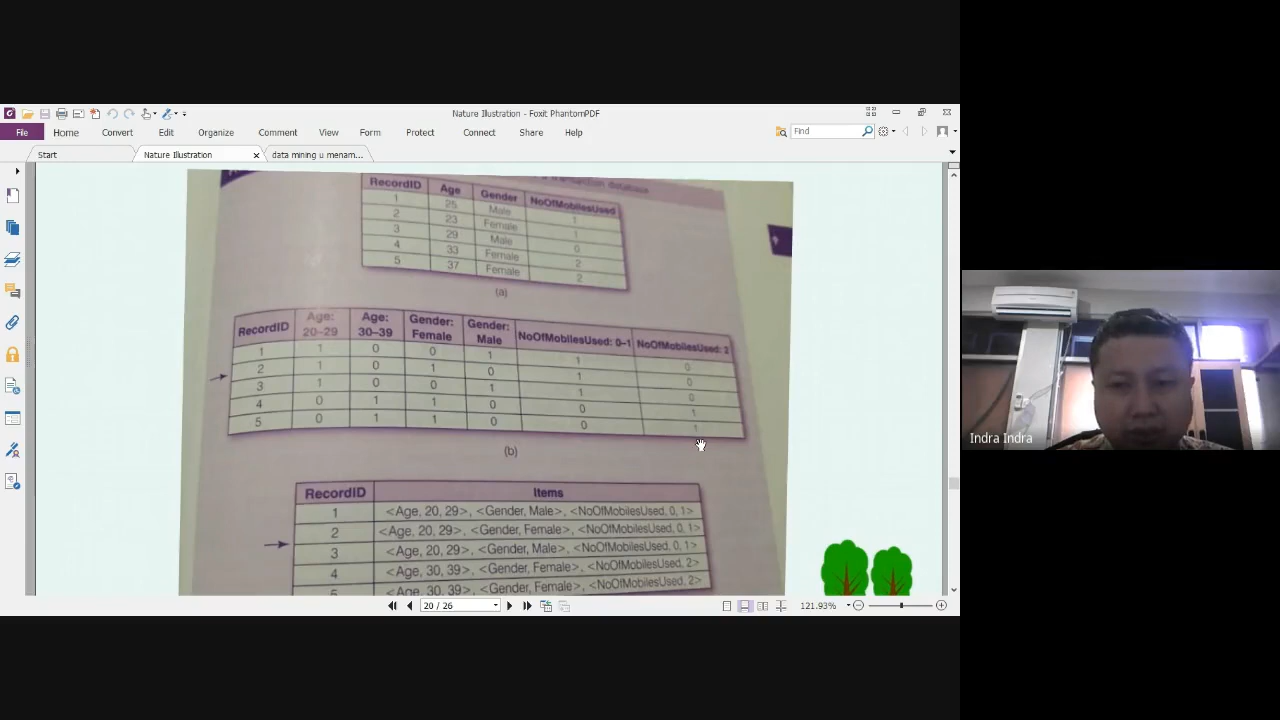 Nature Illustration - Foxit PhantomPDF
File Home Convert Edit Organize Comment View Form Protect Connect Share Help Find
Start Nature Illustration data mining u menam...
transaction database
RecordID Age Gender NoOfMobilesUsed
1 25 Male 1
2 23 Female 1
3 29 Male 0
4 33 Female 2
5 37 Female 2
(a)
RecordID Age: 20–29 Age: 30–39 Gender: Female Gender: Male NoOfMobilesUsed: 0–1 NoOfMobilesUsed: 2
1 1 0 0 1 1 0
2 1 0 1 0 1 0
3 1 0 0 1 1 0
4 0 1 1 0 0 1
5 0 1 1 0 0 1
(b)
RecordID Items
1 <Age, 20, 29>, <Gender, Male>, <NoOfMobilesUsed, 0, 1>
2 <Age, 20, 29>, <Gender, Female>, <NoOfMobilesUsed, 0, 1>
3 <Age, 20, 29>, <Gender, Male>, <NoOfMobilesUsed, 0, 1>
4 <Age, 30, 39>, <Gender, Female>, <NoOfMobilesUsed, 2>
5 <Age, 30, 39>, <Gender, Female>, <NoOfMobilesUsed, 2>
Indra Indra
20 / 26
121.93%